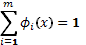 ∑_{i=1}^{m} ϕ_i(x) = 1